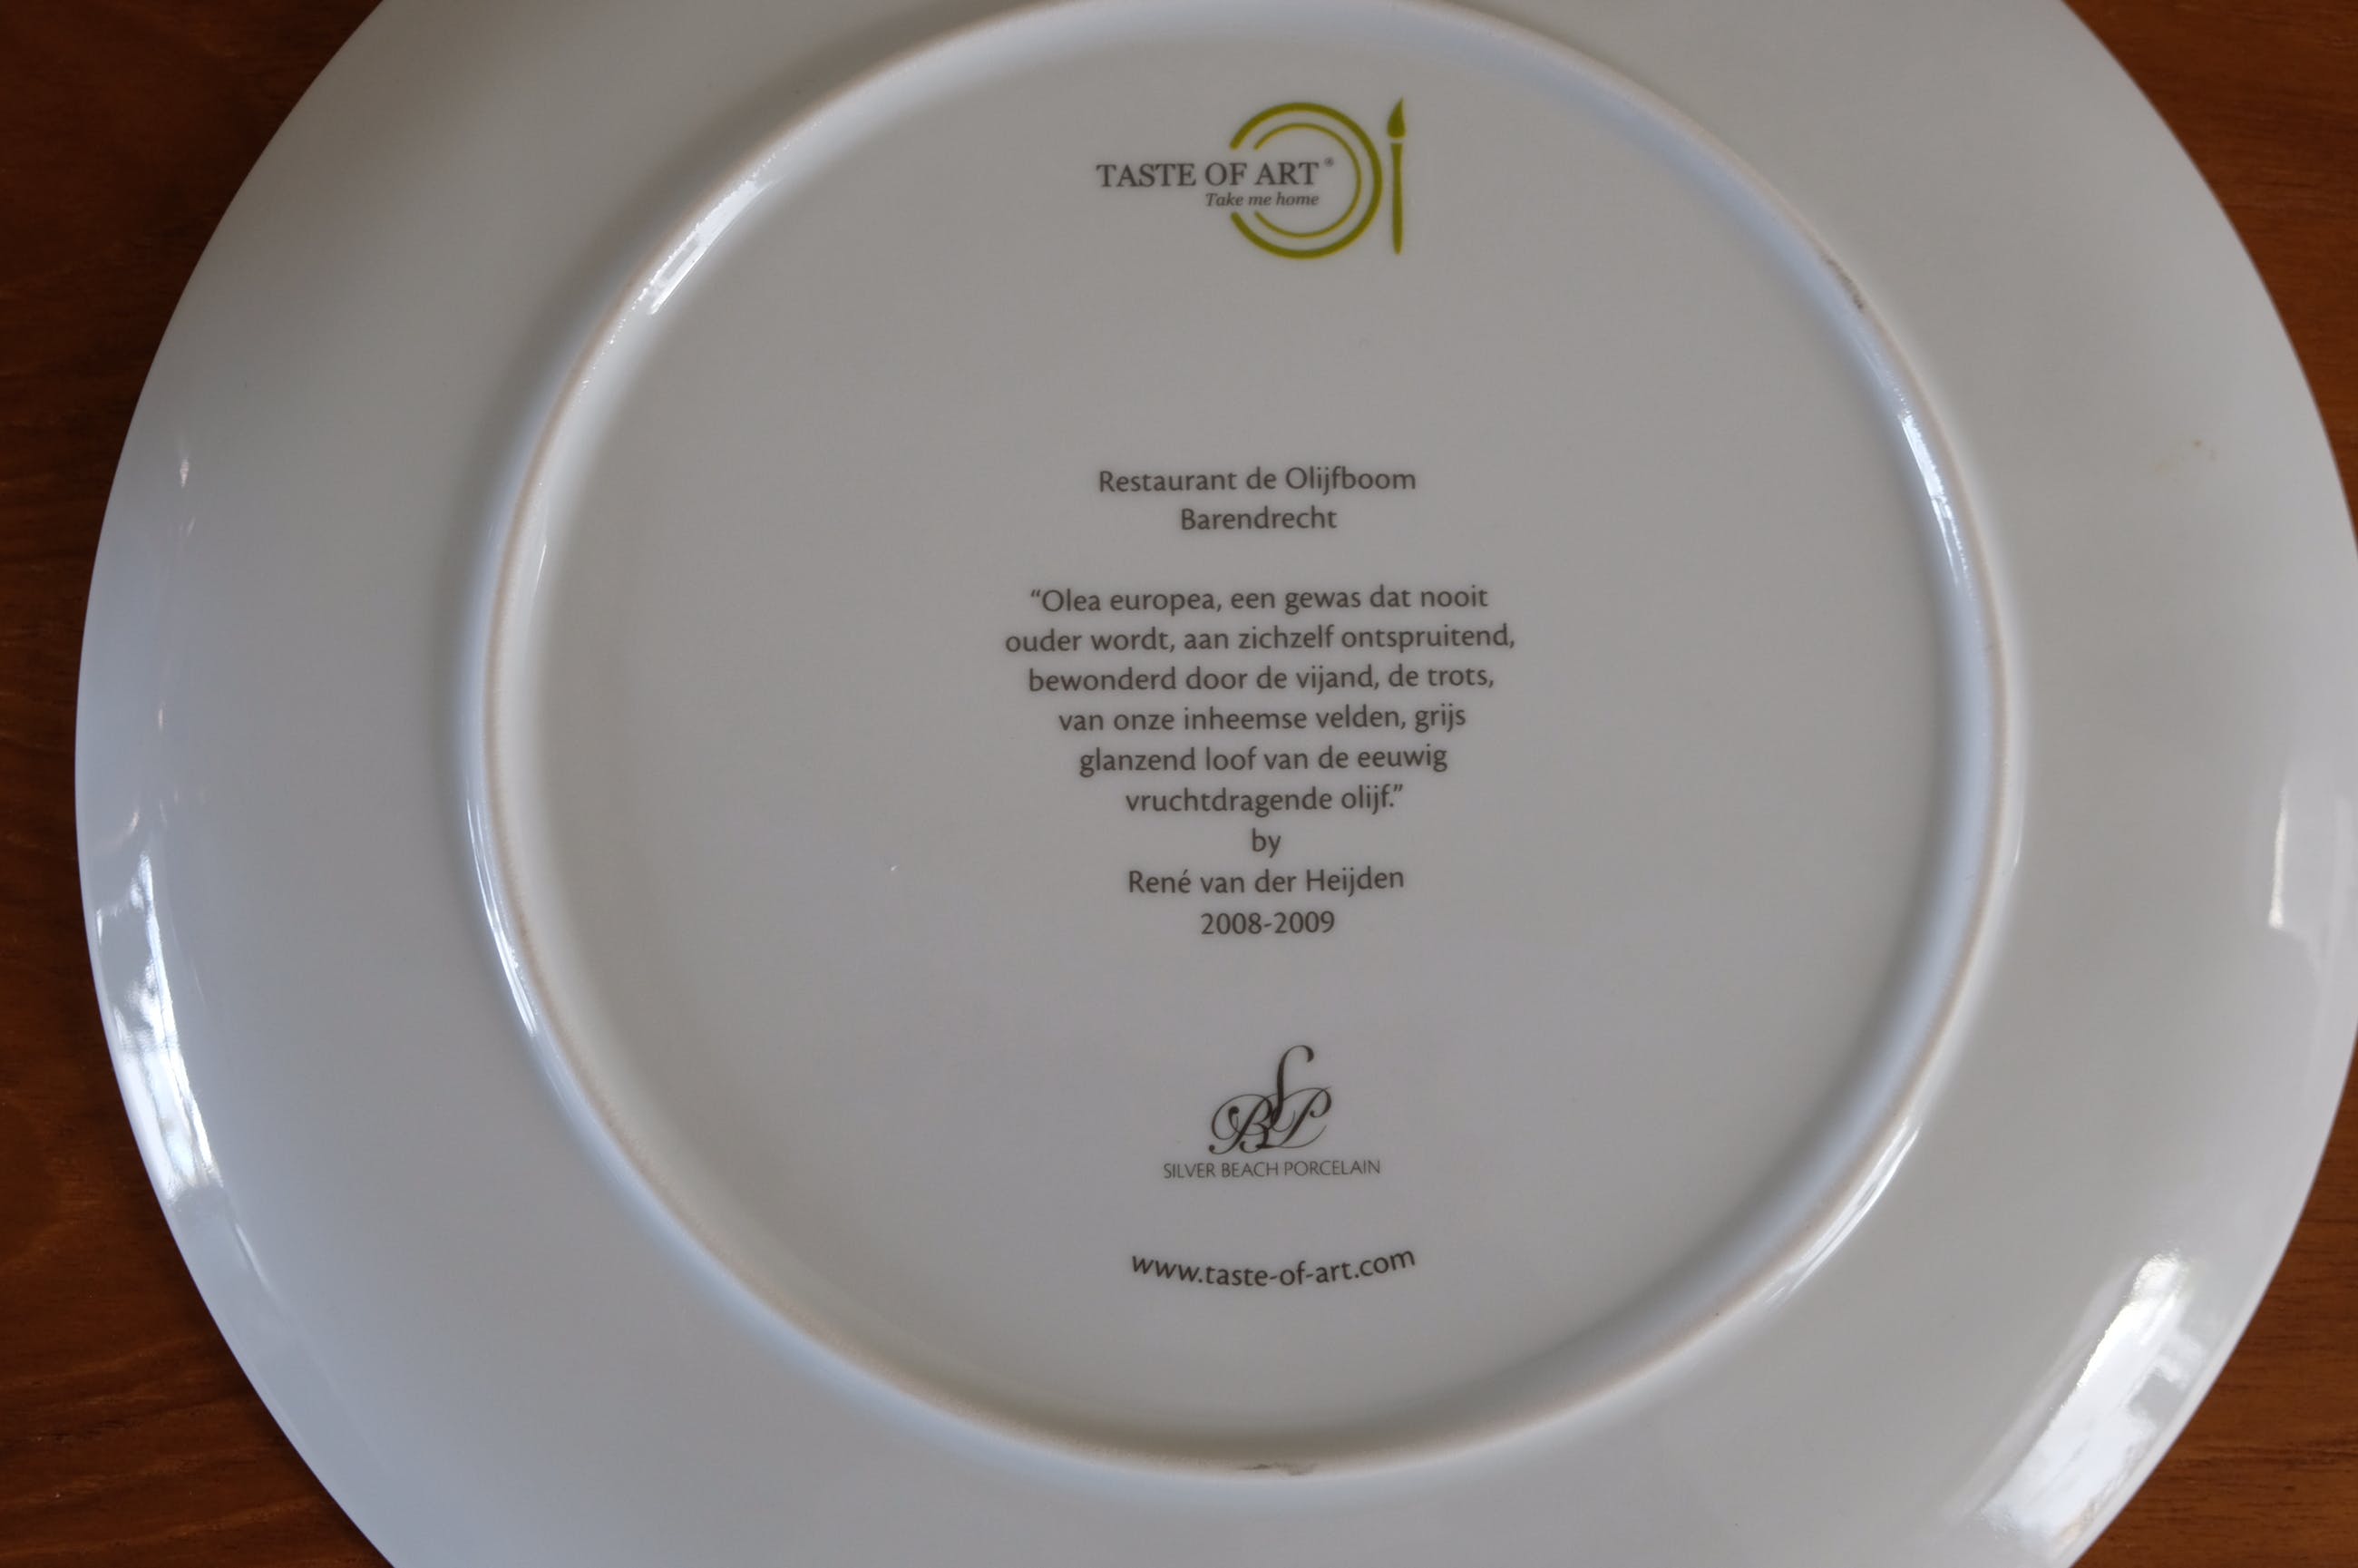 TASTE OF ART®
Take me home
Restaurant de Olijfboom
Barendrecht
“Olea europea, een gewas dat nooit
ouder wordt, aan zichzelf ontspruitend,
bewonderd door de vijand, de trots,
van onze inheemse velden, grijs
glanzend loof van de eeuwig
vruchtdragende olijf.”
by
René van der Heijden
2008-2009
BSP
SILVER BEACH PORCELAIN
www.taste-of-art.com